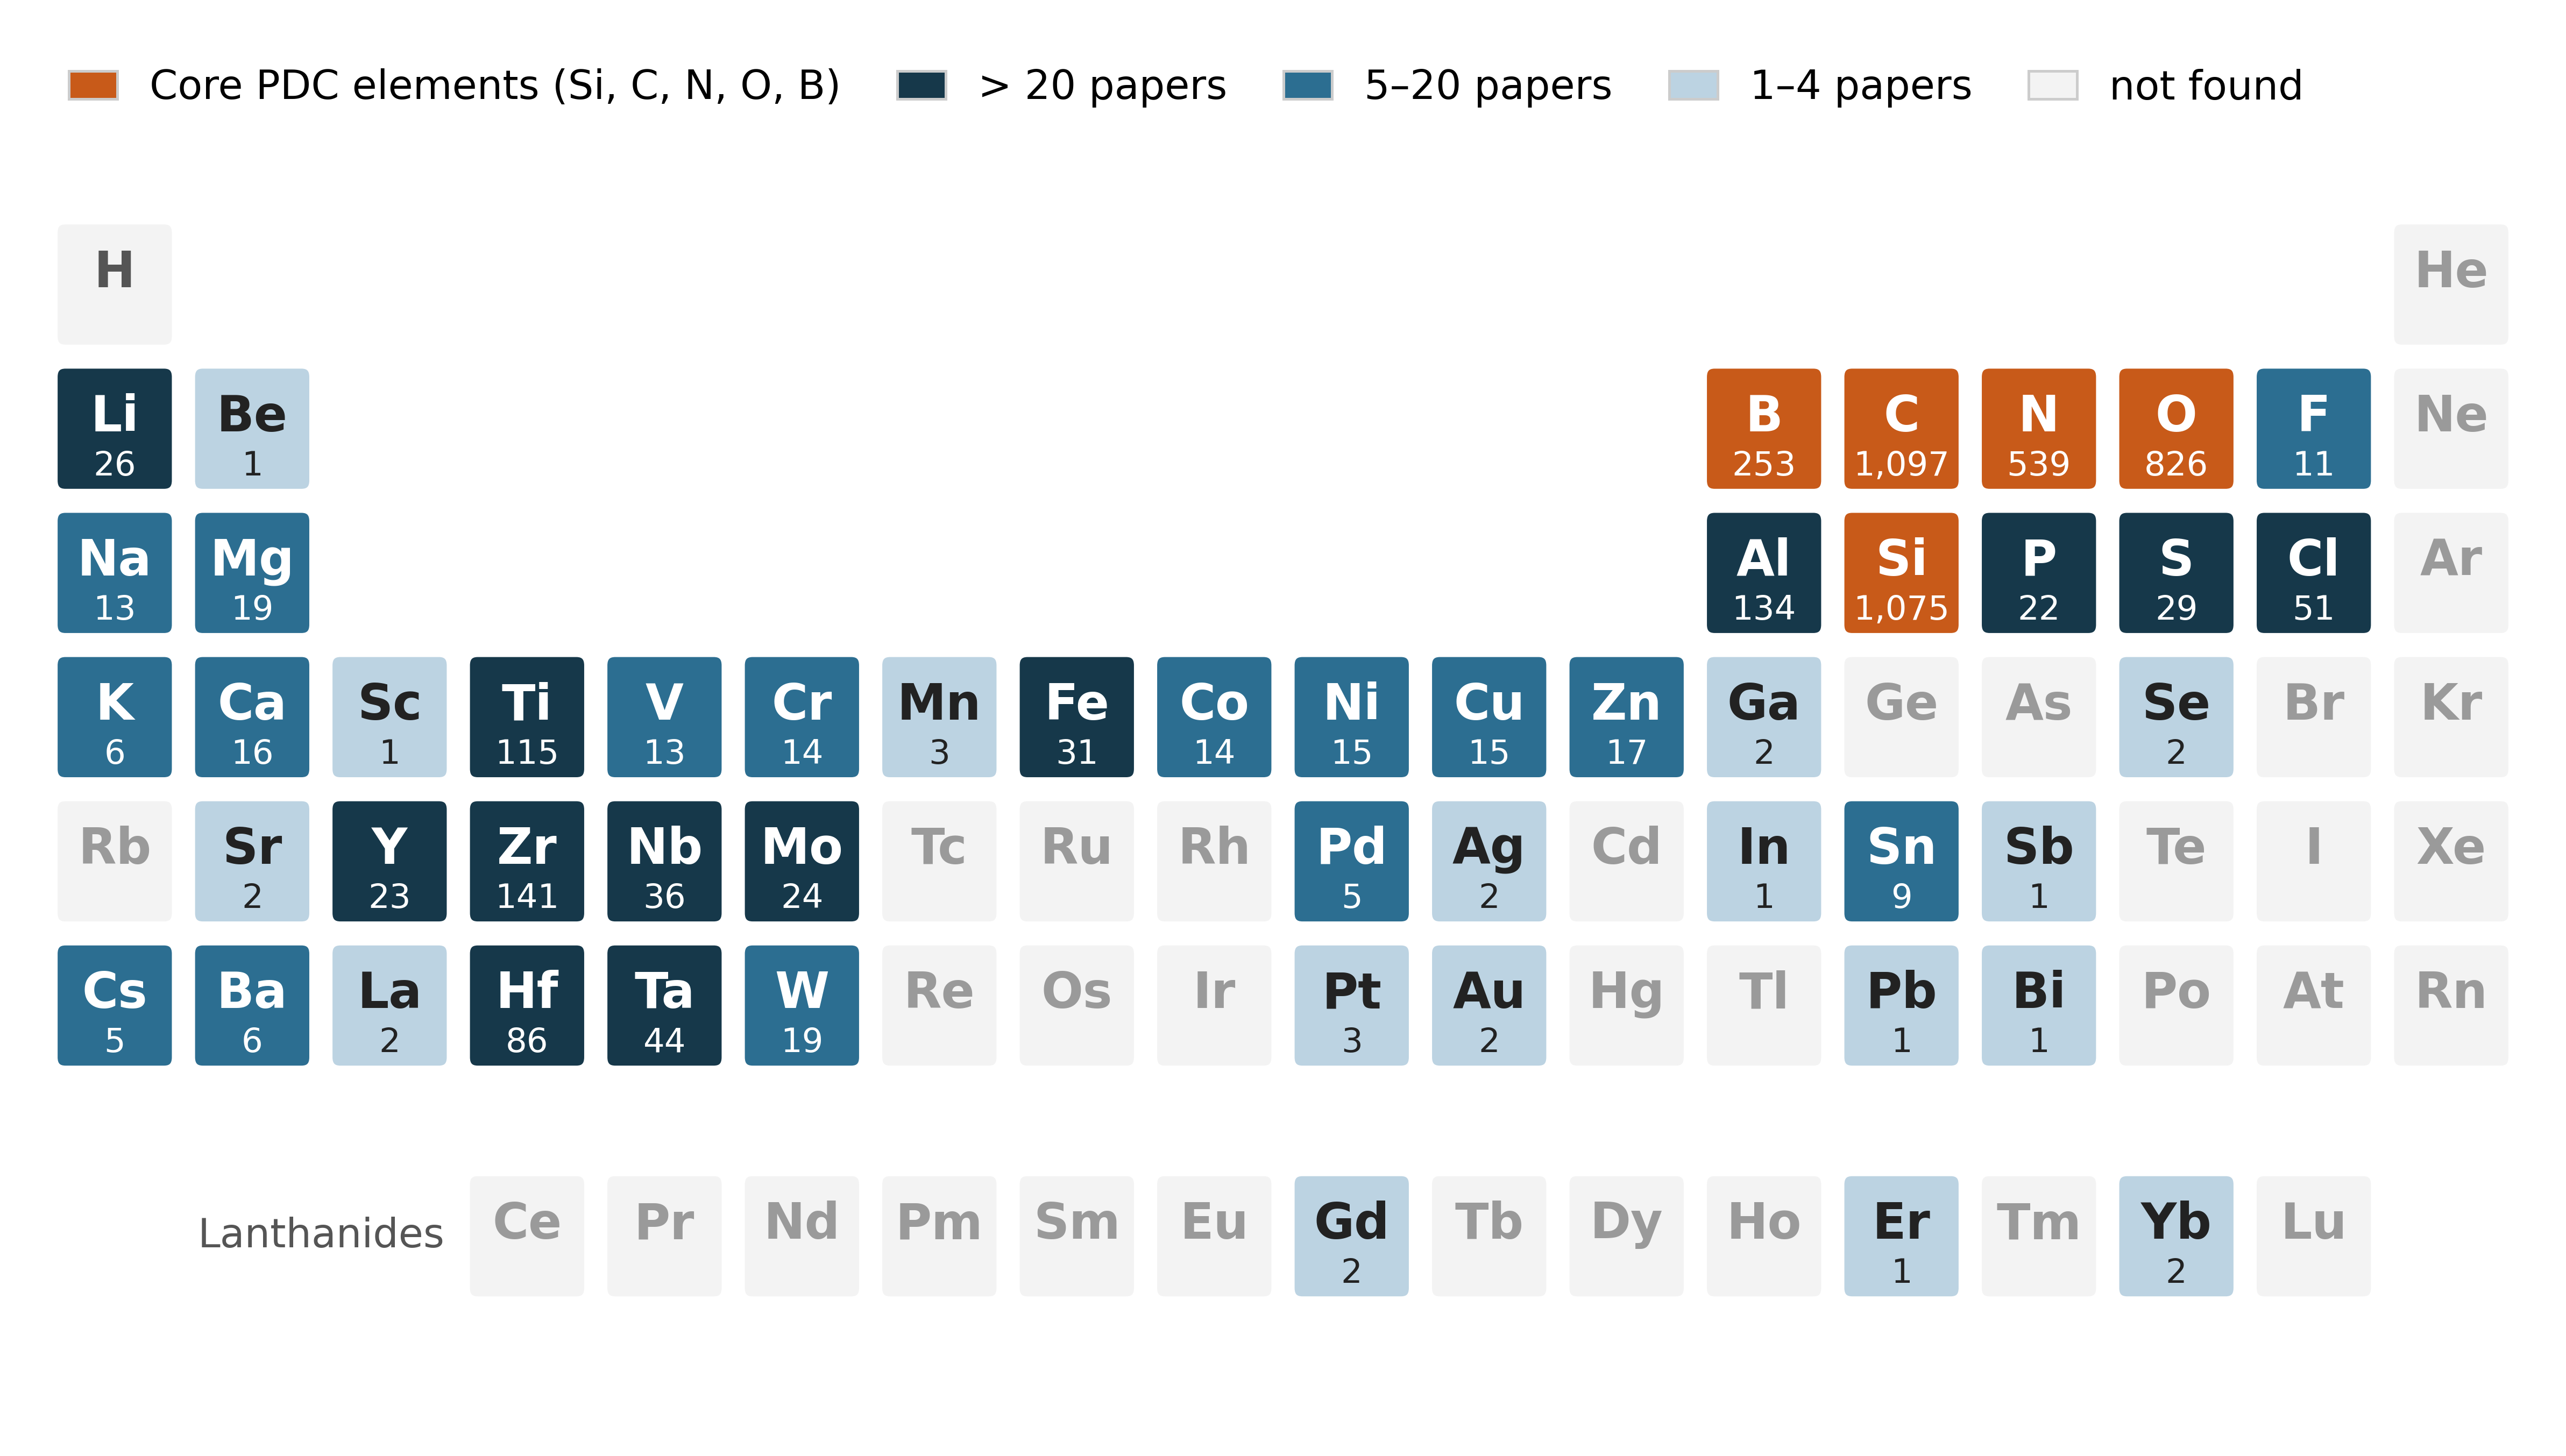 Core PDC elements (Si, C, N, O, B) > 20 papers 5–20 papers 1–4 papers not found
H He
Li Be B C N O F Ne
26 1 253 1,097 539 826 11
Na Mg Al Si P S Cl Ar
13 19 134 1,075 22 29 51
K Ca Sc Ti V Cr Mn Fe Co Ni Cu Zn Ga Ge As Se Br Kr
6 16 1 115 13 14 3 31 14 15 15 17 2 2
Rb Sr Y Zr Nb Mo Tc Ru Rh Pd Ag Cd In Sn Sb Te I Xe
2 23 141 36 24 5 2 1 9 1
Cs Ba La Hf Ta W Re Os Ir Pt Au Hg Tl Pb Bi Po At Rn
5 6 2 86 44 19 3 2 1 1
Lanthanides Ce Pr Nd Pm Sm Eu Gd Tb Dy Ho Er Tm Yb Lu
2 1 2